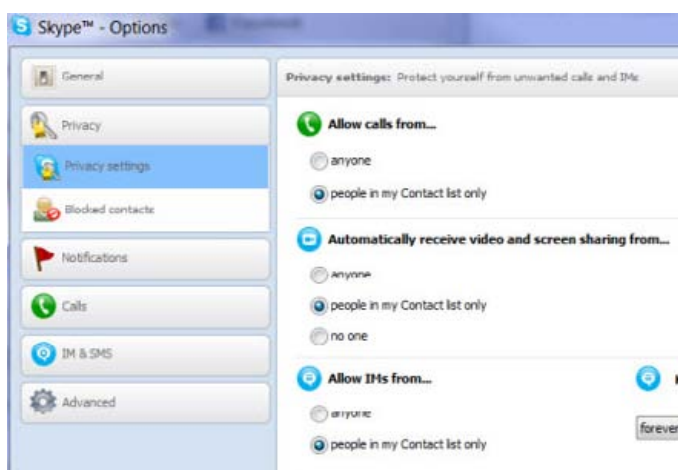 Skype™ - Options
General
Privacy
Privacy settings
Blocked contacts
Notifications
Calls
IM & SMS
Advanced
Privacy settings: Protect yourself from unwanted calls and IMs
Allow calls from...
anyone
people in my Contact list only
Automatically receive video and screen sharing from...
anyone
people in my Contact list only
no one
Allow IMs from...
anyone
people in my Contact list only
forever